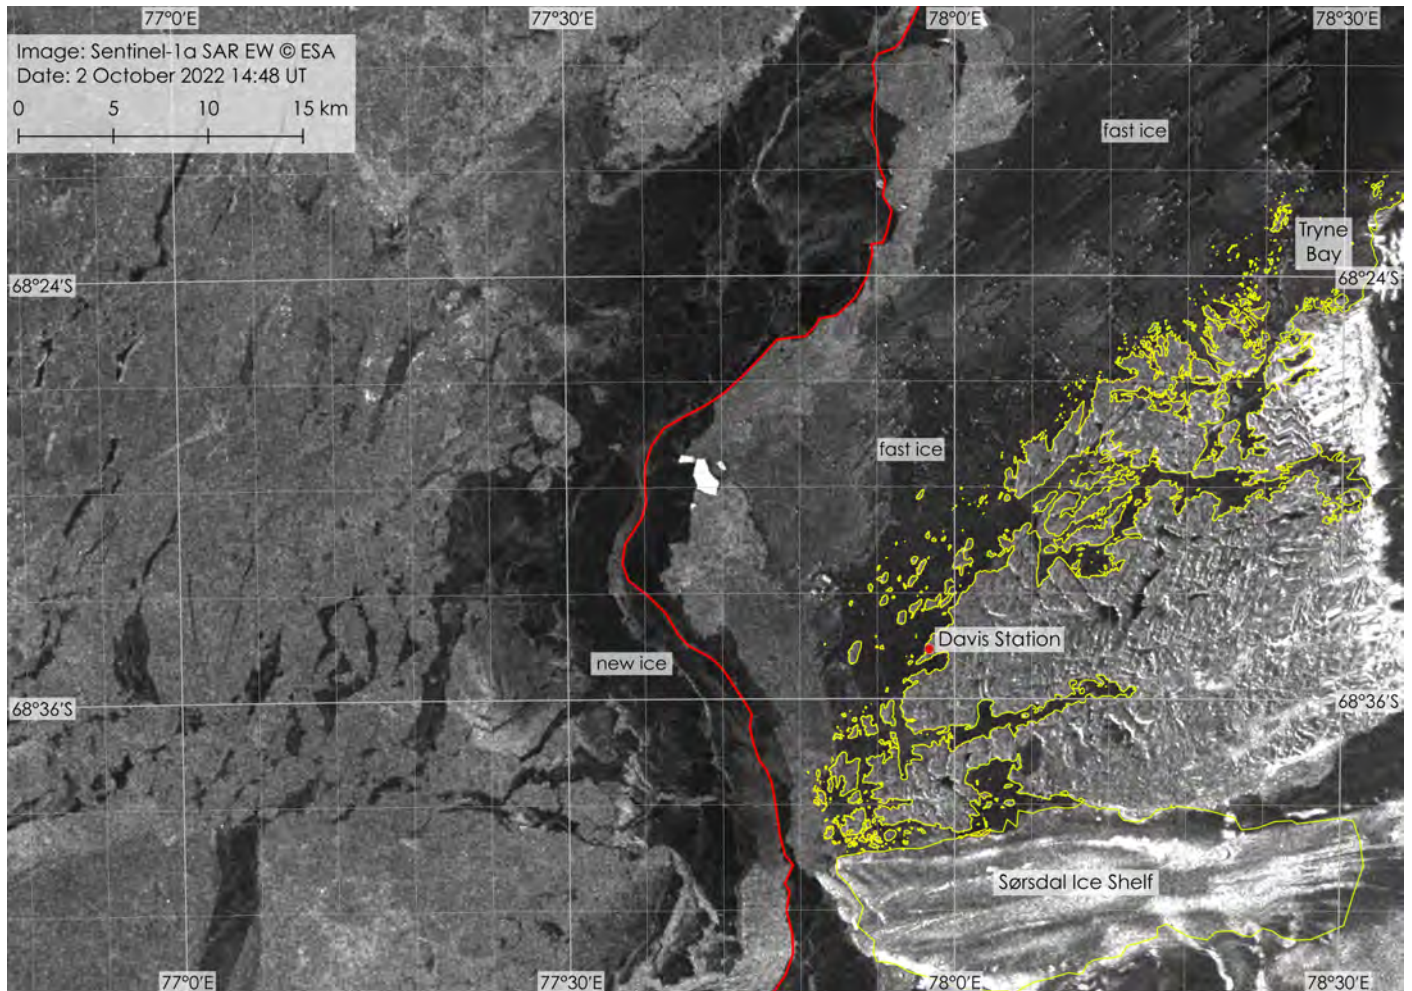 77°0'E
77°30'E
78°0'E
78°30'E
Image: Sentinel-1a SAR EW © ESA
Date: 2 October 2022 14:48 UT
0 5 10 15 km
fast ice
Tryne
Bay
68°24'S
68°24'S
fast ice
Davis Station
new ice
68°36'S
68°36'S
Sørsdal Ice Shelf
77°0'E
77°30'E
78°0'E
78°30'E